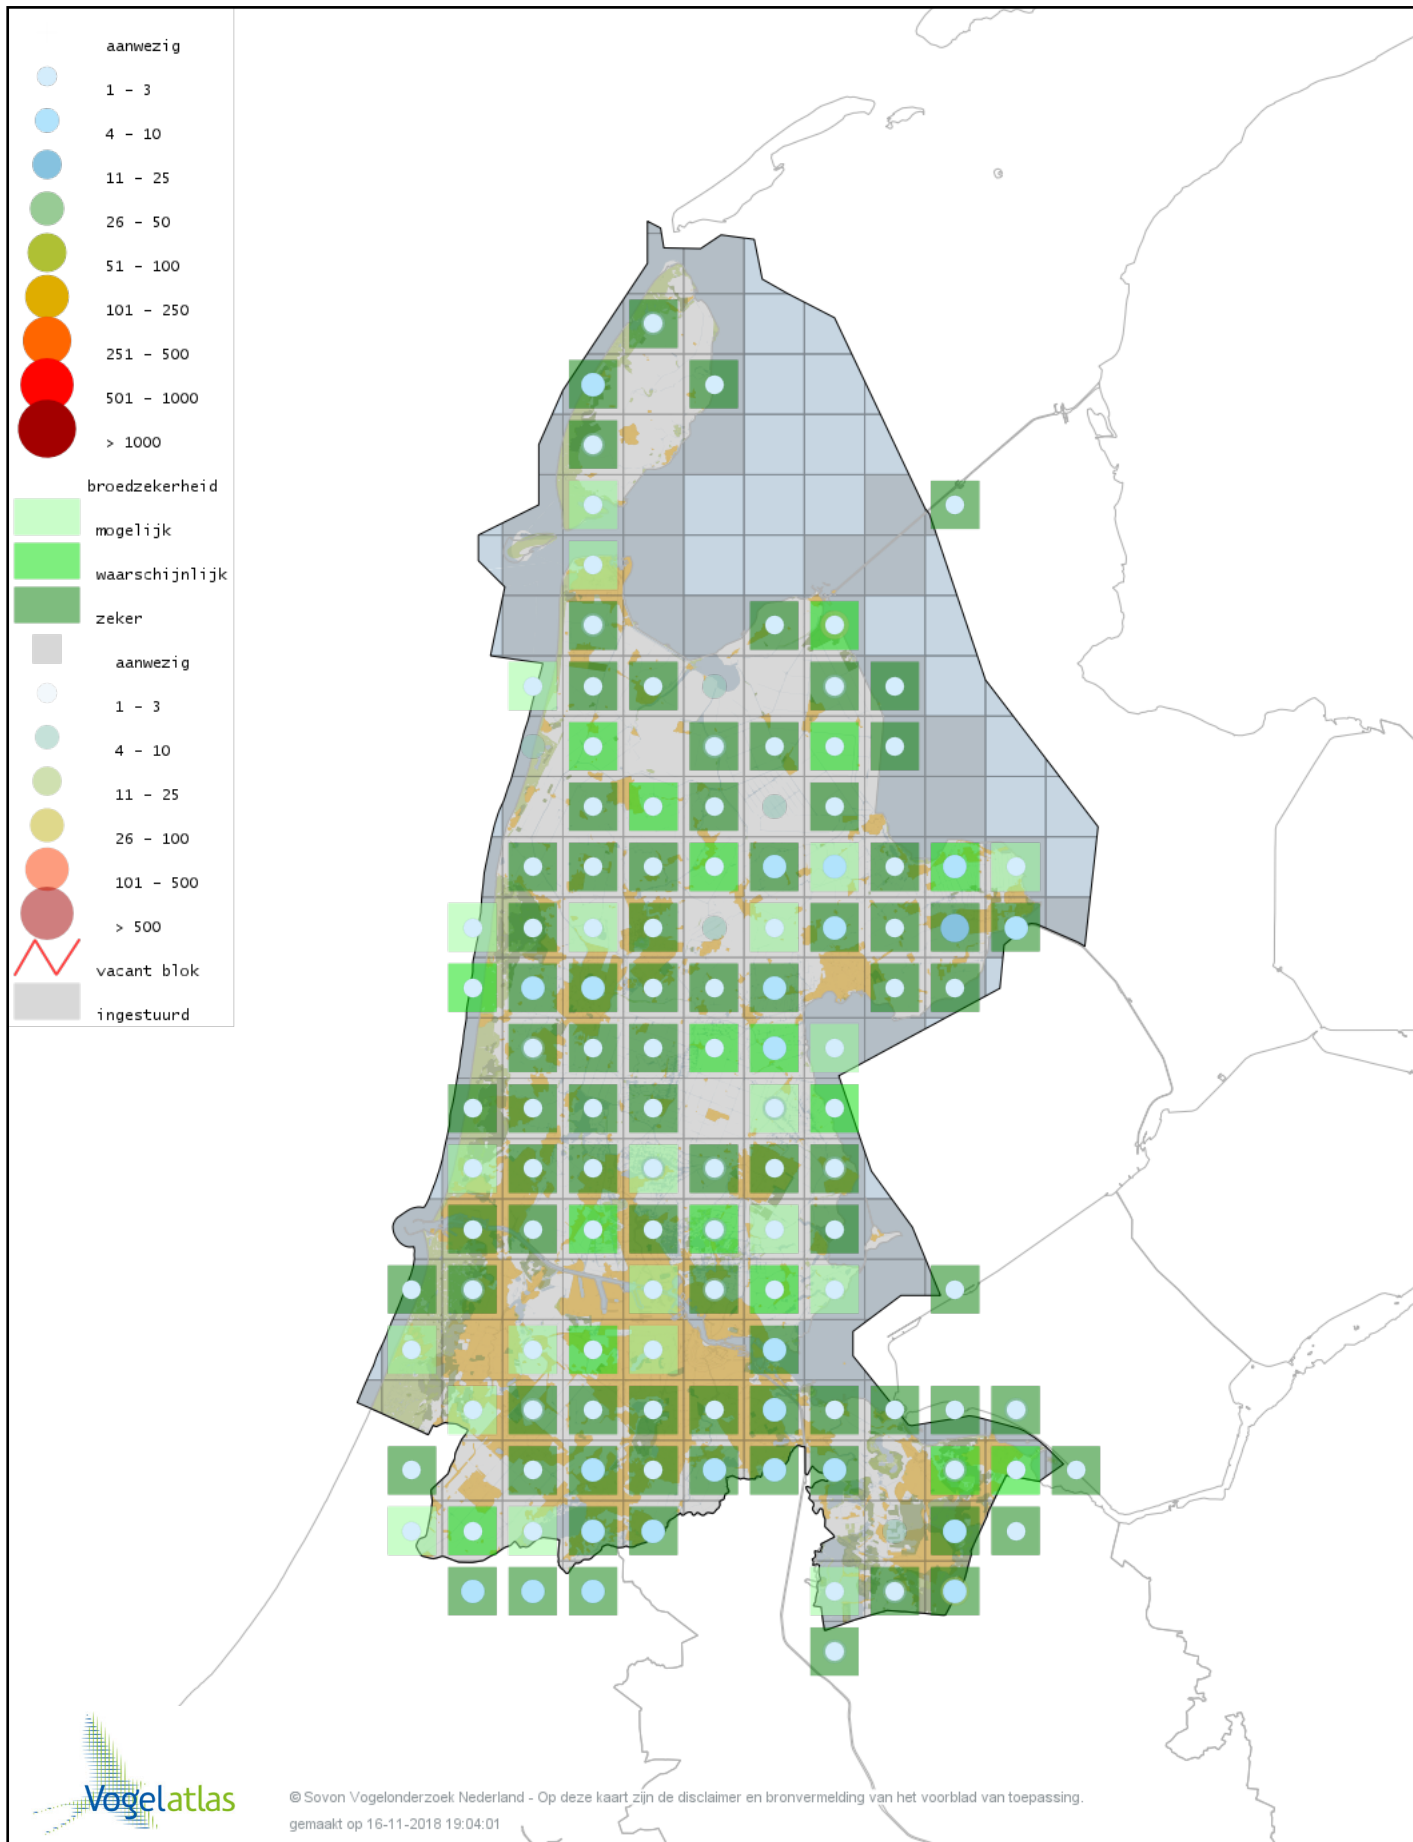 aanwezig
1 - 3
4 - 10
11 - 25
26 - 50
51 - 100
101 - 250
251 - 500
501 - 1000
> 1000
broedzekerheid
mogelijk
waarschijnlijk
zeker
aanwezig
1 - 3
4 - 10
11 - 25
26 - 100
101 - 500
> 500
vacant blok
ingestuurd
Vogelatlas
© Sovon Vogelonderzoek Nederland - Op deze kaart zijn de disclaimer en bronvermelding van het voorblad van toepassing.
gemaakt op 16-11-2018 19:04:01